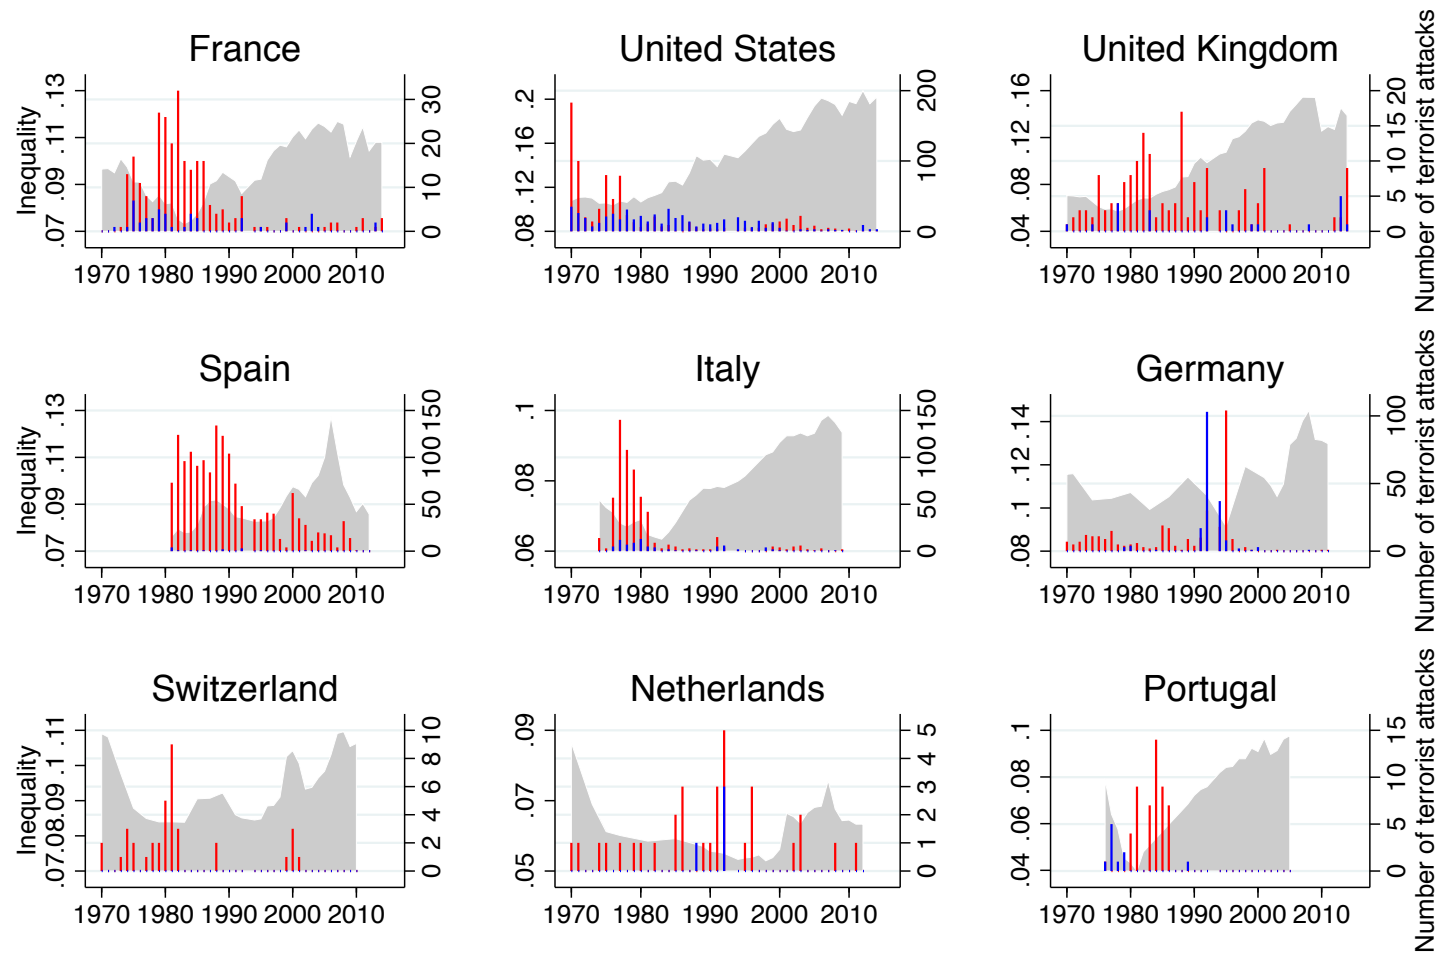 France
United States
United Kingdom
Inequality
.07 .09 .11 .13
0 10 20 30
1970 1980 1990 2000 2010
.08 .12 .16 .2
0 100 200
1970 1980 1990 2000 2010
.04 .08 .12 .16
0 5 10 15 20
1970 1980 1990 2000 2010
Number of terrorist attacks
Spain
Italy
Germany
Inequality
.07 .09 .11 .13
0 50 100 150
1970 1980 1990 2000 2010
.06 .08 .1
0 50 100 150
1970 1980 1990 2000 2010
.08 .1 .12 .14
0 50 100
1970 1980 1990 2000 2010
Number of terrorist attacks
Switzerland
Netherlands
Portugal
Inequality
.07 .08 .09 .1 .11
0 2 4 6 8 10
1970 1980 1990 2000 2010
.05 .07 .09
0 1 2 3 4 5
1970 1980 1990 2000 2010
.04 .06 .08 .1
0 5 10 15
1970 1980 1990 2000 2010
Number of terrorist attacks